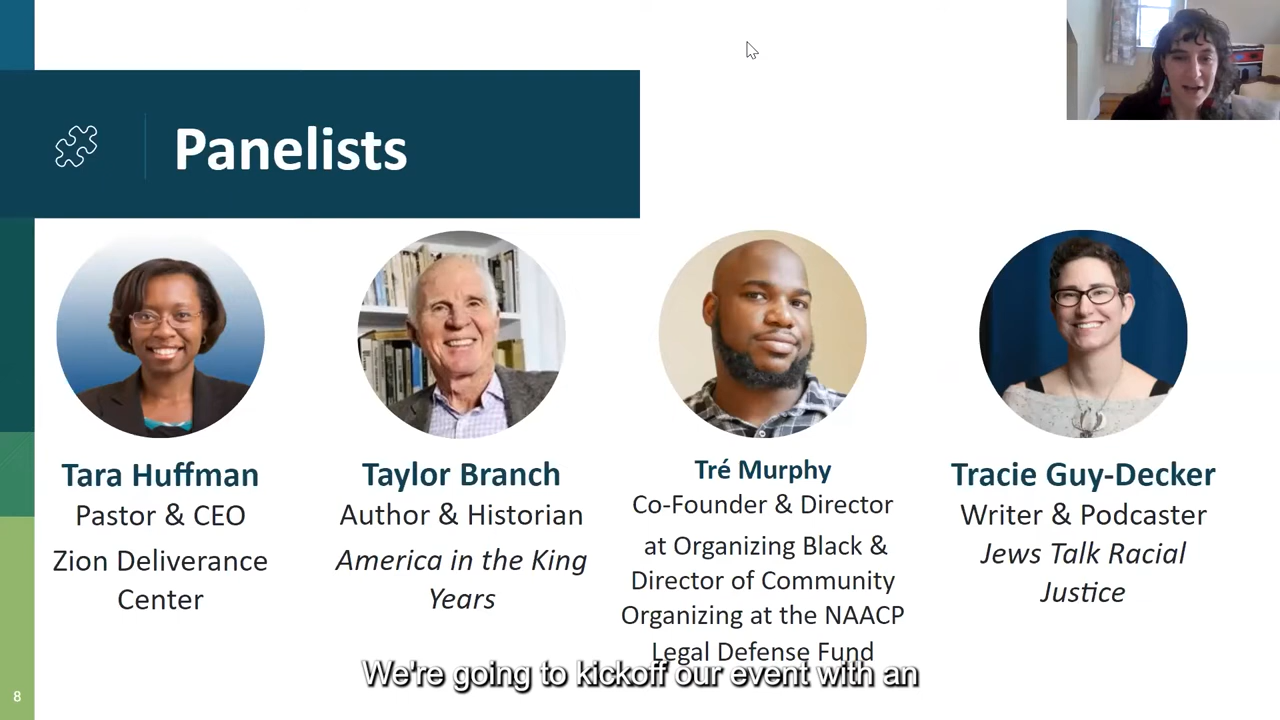 Panelists
Tara Huffman
Pastor & CEO
Zion Deliverance
Center
Taylor Branch
Author & Historian
America in the King
Years
Tré Murphy
Co-Founder & Director
at Organizing Black &
Director of Community
Organizing at the NAACP
Legal Defense Fund
Tracie Guy-Decker
Writer & Podcaster
Jews Talk Racial
Justice
We're going to kickoff our event with an
8